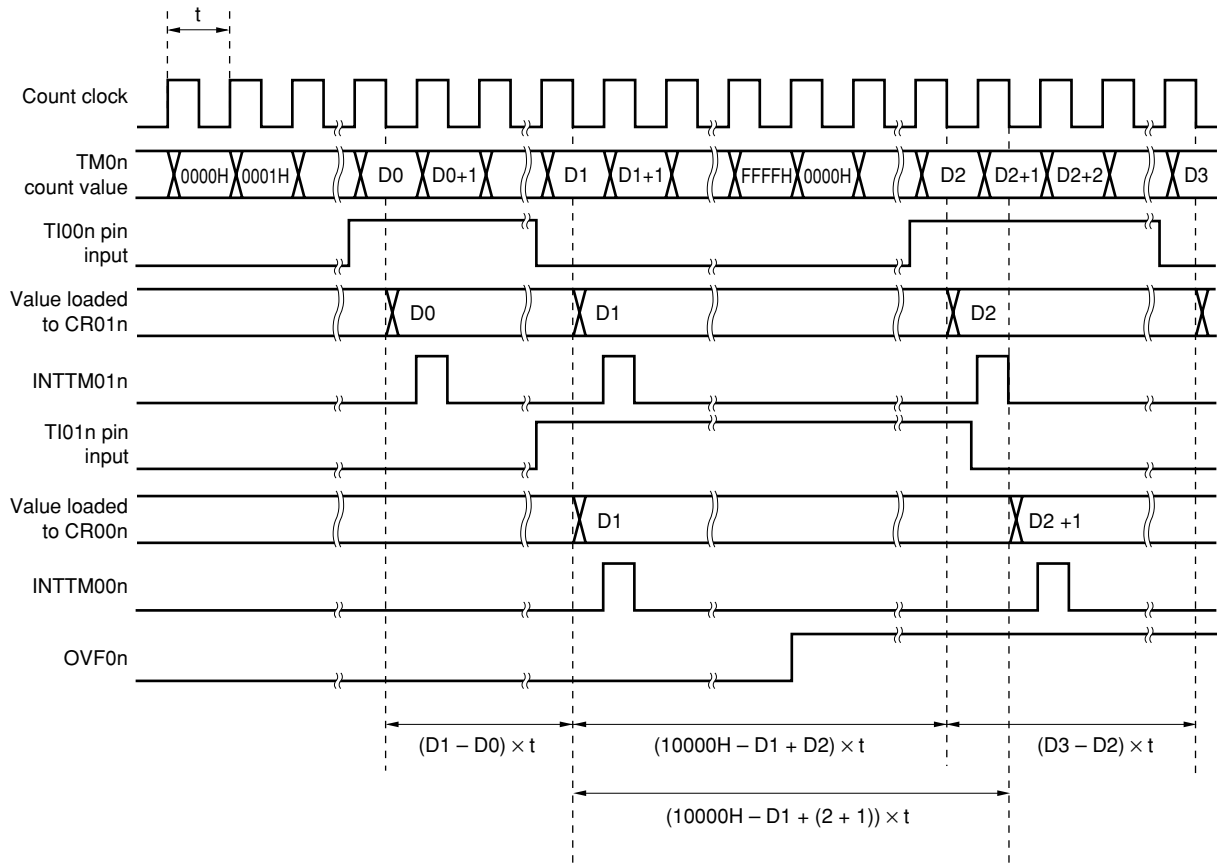 t
Count clock
TM0n
count value
0000H 0001H D0 D0+1 D1 D1+1 FFFFH 0000H D2 D2+1 D2+2 D3
TI00n pin
input
Value loaded
to CR01n
D0 D1 D2
INTTM01n
TI01n pin
input
Value loaded
to CR00n
D1 D2 +1
INTTM00n
OVF0n
(D1 – D0) × t (10000H – D1 + D2) × t (D3 – D2) × t
(10000H – D1 + (2 + 1)) × t